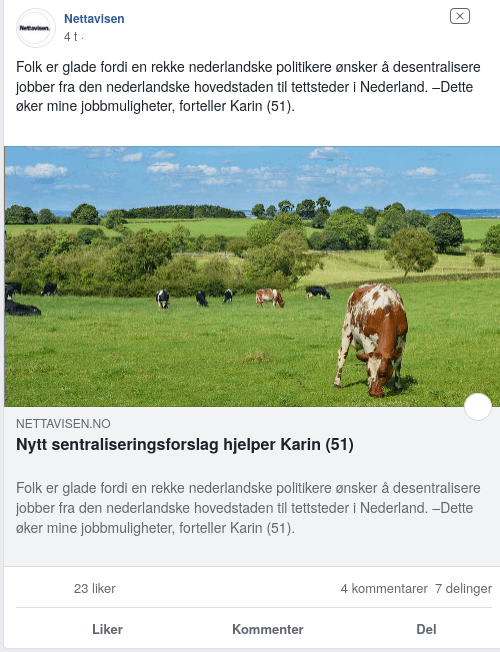 Nettavisen.
Nettavisen
4 t ·
Folk er glade fordi en rekke nederlandske politikere ønsker å desentralisere
jobber fra den nederlandske hovedstaden til tettsteder i Nederland. –Dette
øker mine jobbmuligheter, forteller Karin (51).
NETTAVISEN.NO
Nytt sentraliseringsforslag hjelper Karin (51)
Folk er glade fordi en rekke nederlandske politikere ønsker å desentralisere
jobber fra den nederlandske hovedstaden til tettsteder i Nederland. –Dette
øker mine jobbmuligheter, forteller Karin (51).
23 liker 4 kommentarer 7 delinger
Liker Kommenter Del